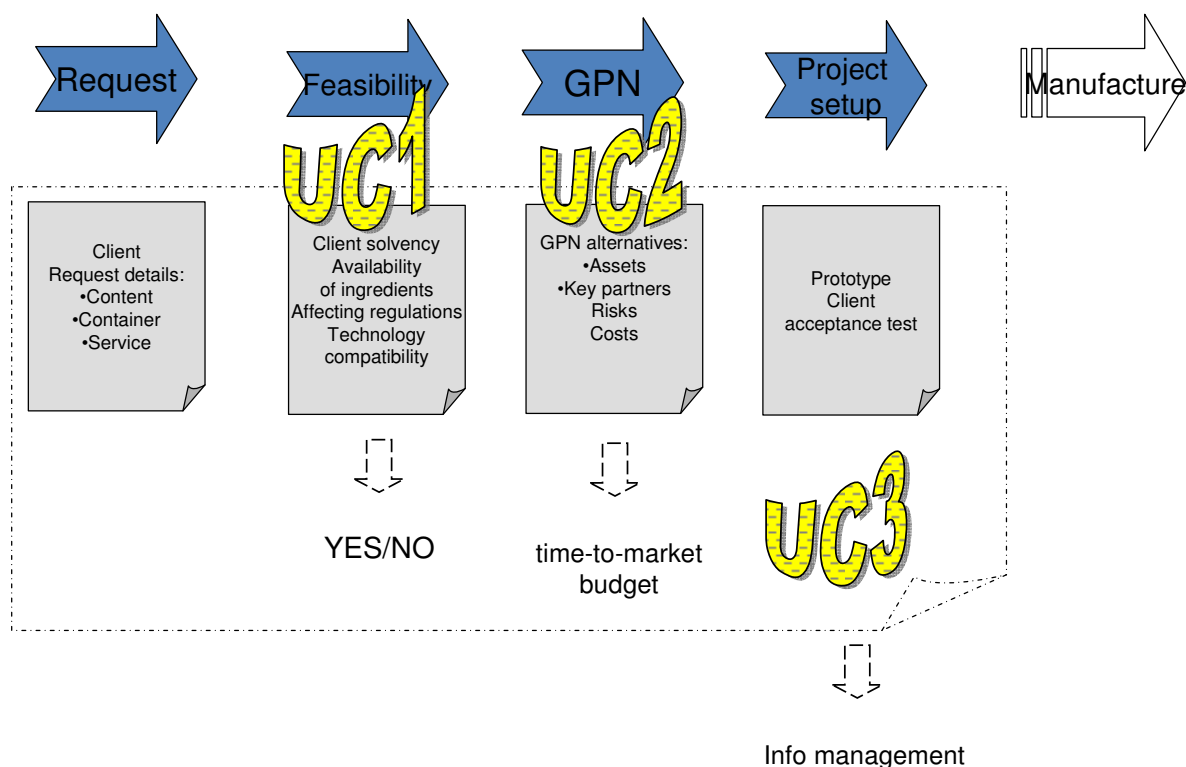 Request
Feasibility
GPN
Project
setup
Manufacture
UC1
UC2
Client
Request details:
•Content
•Container
•Service
Client solvency
Availability
of ingredients
Affecting regulations
Technology
compatibility
GPN alternatives:
•Assets
•Key partners
Risks
Costs
Prototype
Client
acceptance test
YES/NO
time-to-market
budget
UC3
Info management